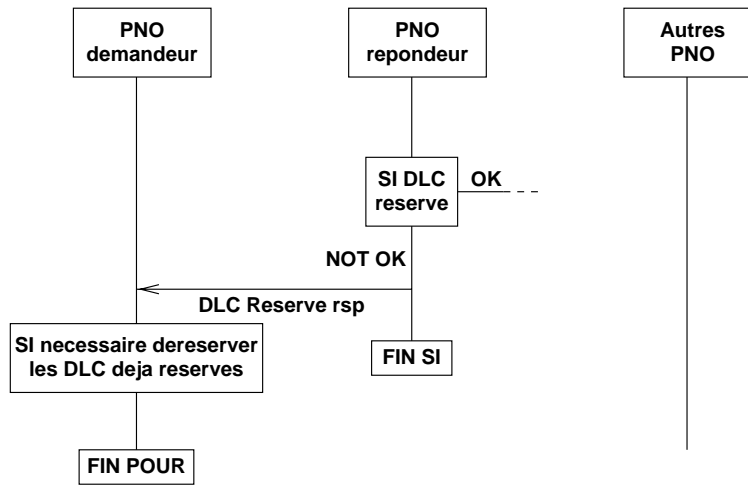 PNO
demandeur
PNO
repondeur
Autres
PNO
SI DLC
reserve
OK
NOT OK
DLC Reserve rsp
SI necessaire dereserver
les DLC deja reserves
FIN SI
FIN POUR